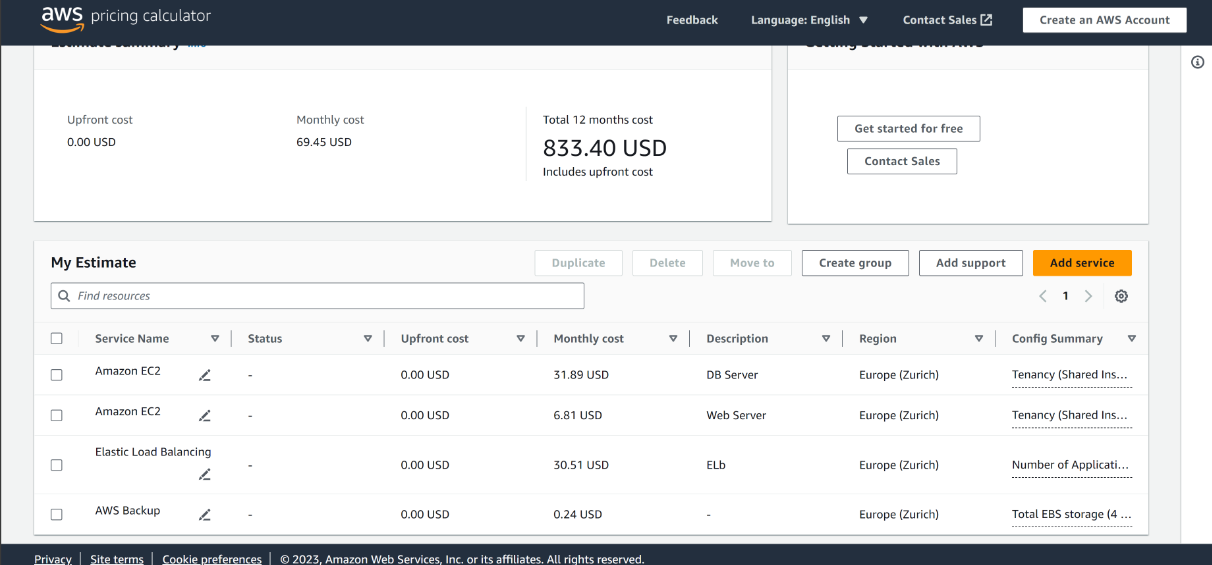 aws pricing calculator Feedback Language: English Contact Sales Create an AWS Account
Estimate summary Info Getting Started with AWS
Upfront cost Monthly cost Total 12 months cost
0.00 USD 69.45 USD 833.40 USD
Includes upfront cost
Get started for free
Contact Sales
My Estimate Duplicate Delete Move to Create group Add support Add service
Find resources 1
Service Name Status Upfront cost Monthly cost Description Region Config Summary
Amazon EC2 - 0.00 USD 31.89 USD DB Server Europe (Zurich) Tenancy (Shared Ins...
Amazon EC2 - 0.00 USD 6.81 USD Web Server Europe (Zurich) Tenancy (Shared Ins...
Elastic Load Balancing - 0.00 USD 30.51 USD ELb Europe (Zurich) Number of Applicati...
AWS Backup - 0.00 USD 0.24 USD - Europe (Zurich) Total EBS storage (4 ...
Privacy | Site terms | Cookie preferences | © 2023, Amazon Web Services, Inc. or its affiliates. All rights reserved.